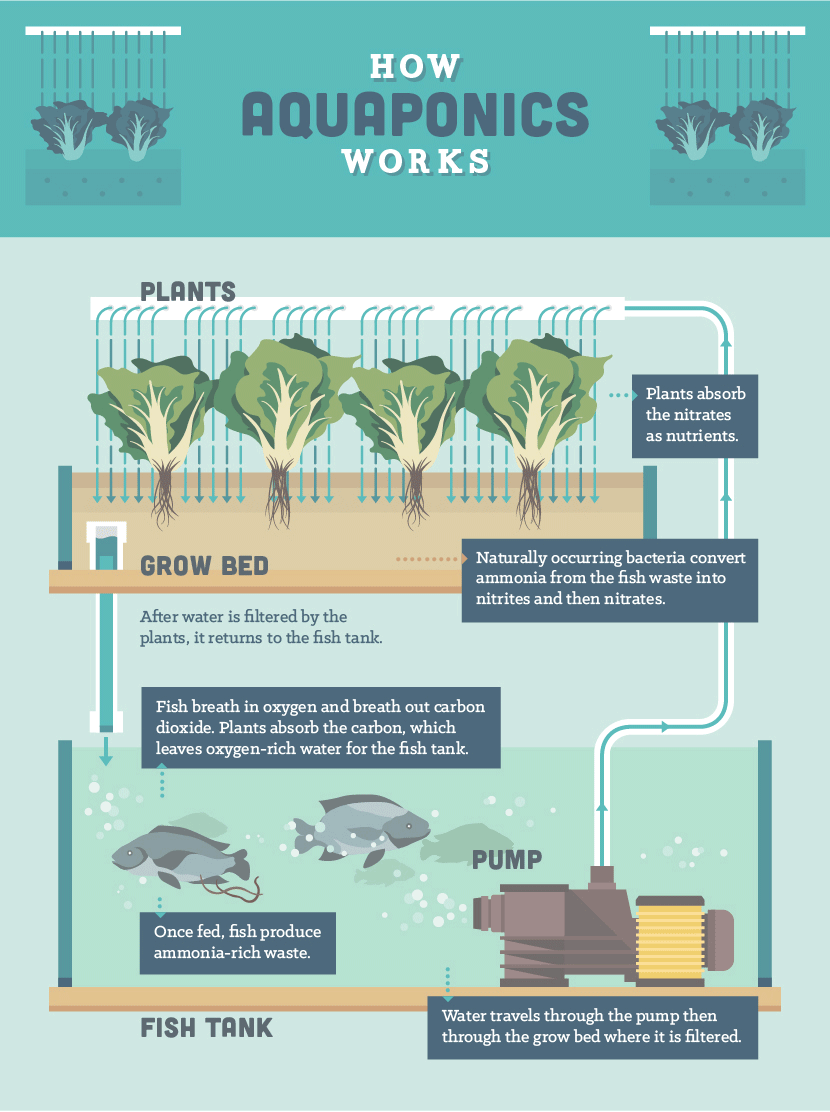 HOW
AQUAPONICS
WORKS
PLANTS
Plants absorb
the nitrates
as nutrients.
Naturally occurring bacteria convert
ammonia from the fish waste into
nitrites and then nitrates.
GROW BED
After water is filtered by the
plants, it returns to the fish tank.
Fish breath in oxygen and breath out carbon
dioxide. Plants absorb the carbon, which
leaves oxygen-rich water for the fish tank.
PUMP
Once fed, fish produce
ammonia-rich waste.
Water travels through the pump then
through the grow bed where it is filtered.
FISH TANK